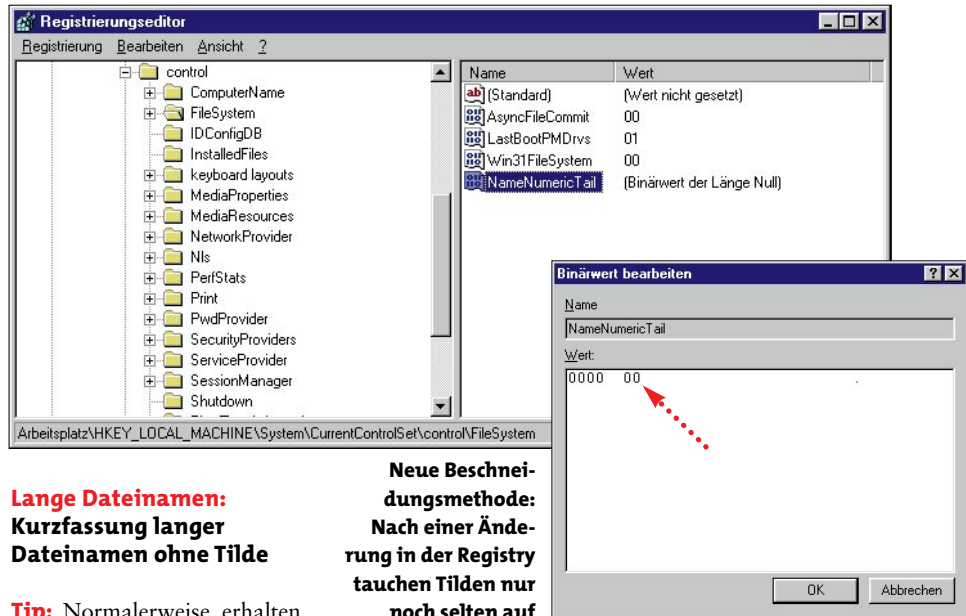 Registrierungseditor
Registrierung Bearbeiten Ansicht ?
control
ComputerName
FileSystem
IDConfigDB
InstalledFiles
keyboard layouts
MediaProperties
MediaResources
NetworkProvider
Nls
PerfStats
Print
PwdProvider
SecurityProviders
ServiceProvider
SessionManager
Shutdown
Name Wert
ab (Standard) (Wert nicht gesetzt)
AsyncFileCommit 00
LastBootPMDrvs 01
Win31FileSystem 00
NameNumericTail (Binärwert der Länge Null)
Arbeitsplatz\HKEY_LOCAL_MACHINE\System\CurrentControlSet\control\FileSystem
Binärwert bearbeiten
Name
NameNumericTail
Wert:
0000 00 .
OK Abbrechen
Lange Dateinamen:
Kurzfassung langer
Dateinamen ohne Tilde
Tip: Normalerweise erhalten
Neue Beschnei-
dungsmethode:
Nach einer Ände-
rung in der Registry
tauchen Tilden nur
noch selten auf